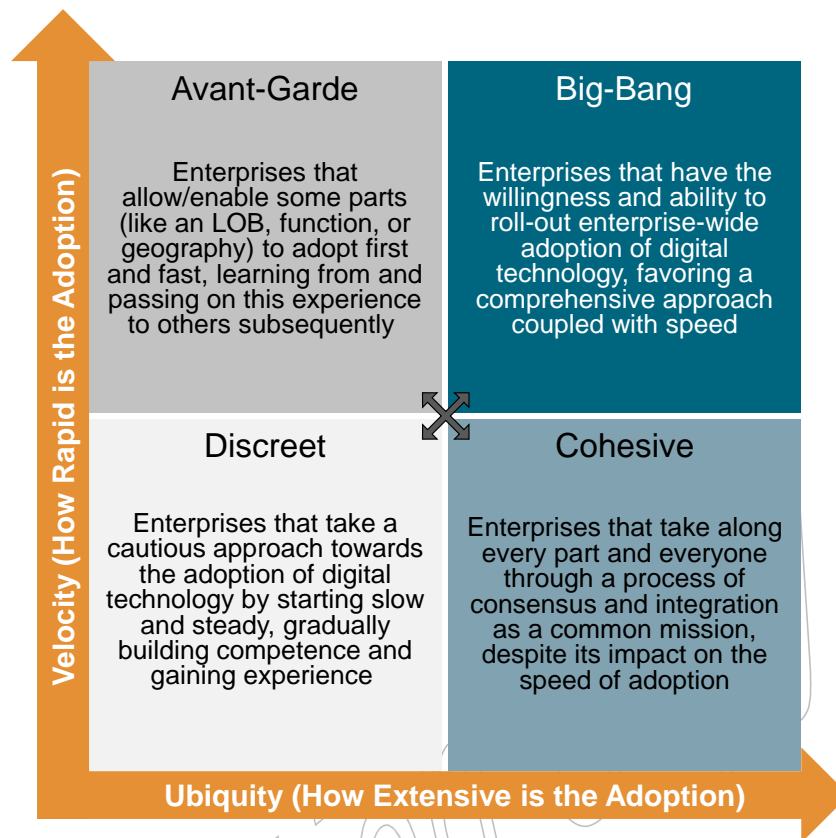 Velocity (How Rapid is the Adoption)
Avant-Garde
Enterprises that
allow/enable some parts
(like an LOB, function, or
geography) to adopt first
and fast, learning from and
passing on this experience
to others subsequently
Big-Bang
Enterprises that have the
willingness and ability to
roll-out enterprise-wide
adoption of digital
technology, favoring a
comprehensive approach
coupled with speed
Discreet
Enterprises that take a
cautious approach towards
the adoption of digital
technology by starting slow
and steady, gradually
building competence and
gaining experience
Cohesive
Enterprises that take along
every part and everyone
through a process of
consensus and integration
as a common mission,
despite its impact on the
speed of adoption
Ubiquity (How Extensive is the Adoption)